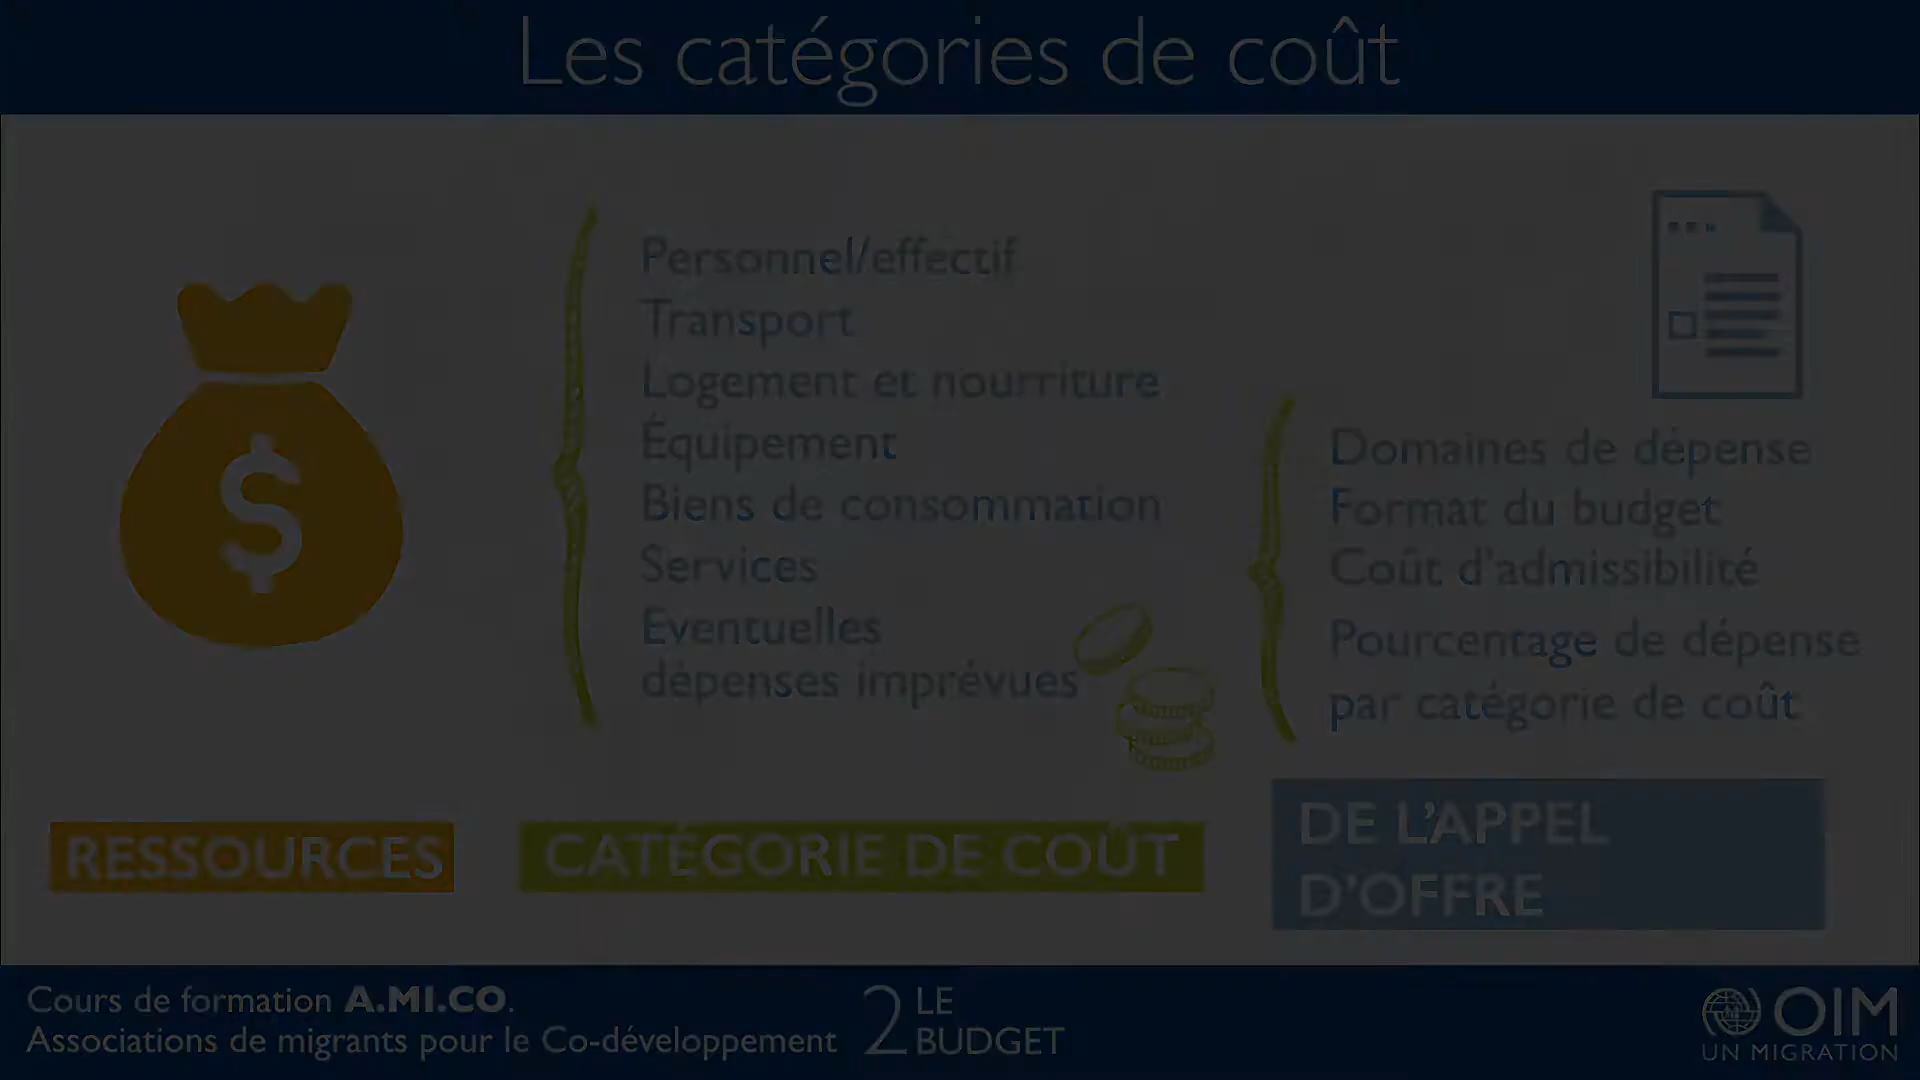 Les catégories de coût
Personnel/effectif
Transport
Logement et nourriture
Équipement
Biens de consommation
Services
Eventuelles
dépenses imprévues
Domaines de dépense
Format du budget
Coût d'admissibilité
Pourcentage de dépense
par catégorie de coût
RESSOURCES
CATÉGORIE DE COÛT
DE L'APPEL
D'OFFRE
Cours de formation A.MI.CO.
Associations de migrants pour le Co-développement
2 LE
BUDGET
OIM
UN MIGRATION